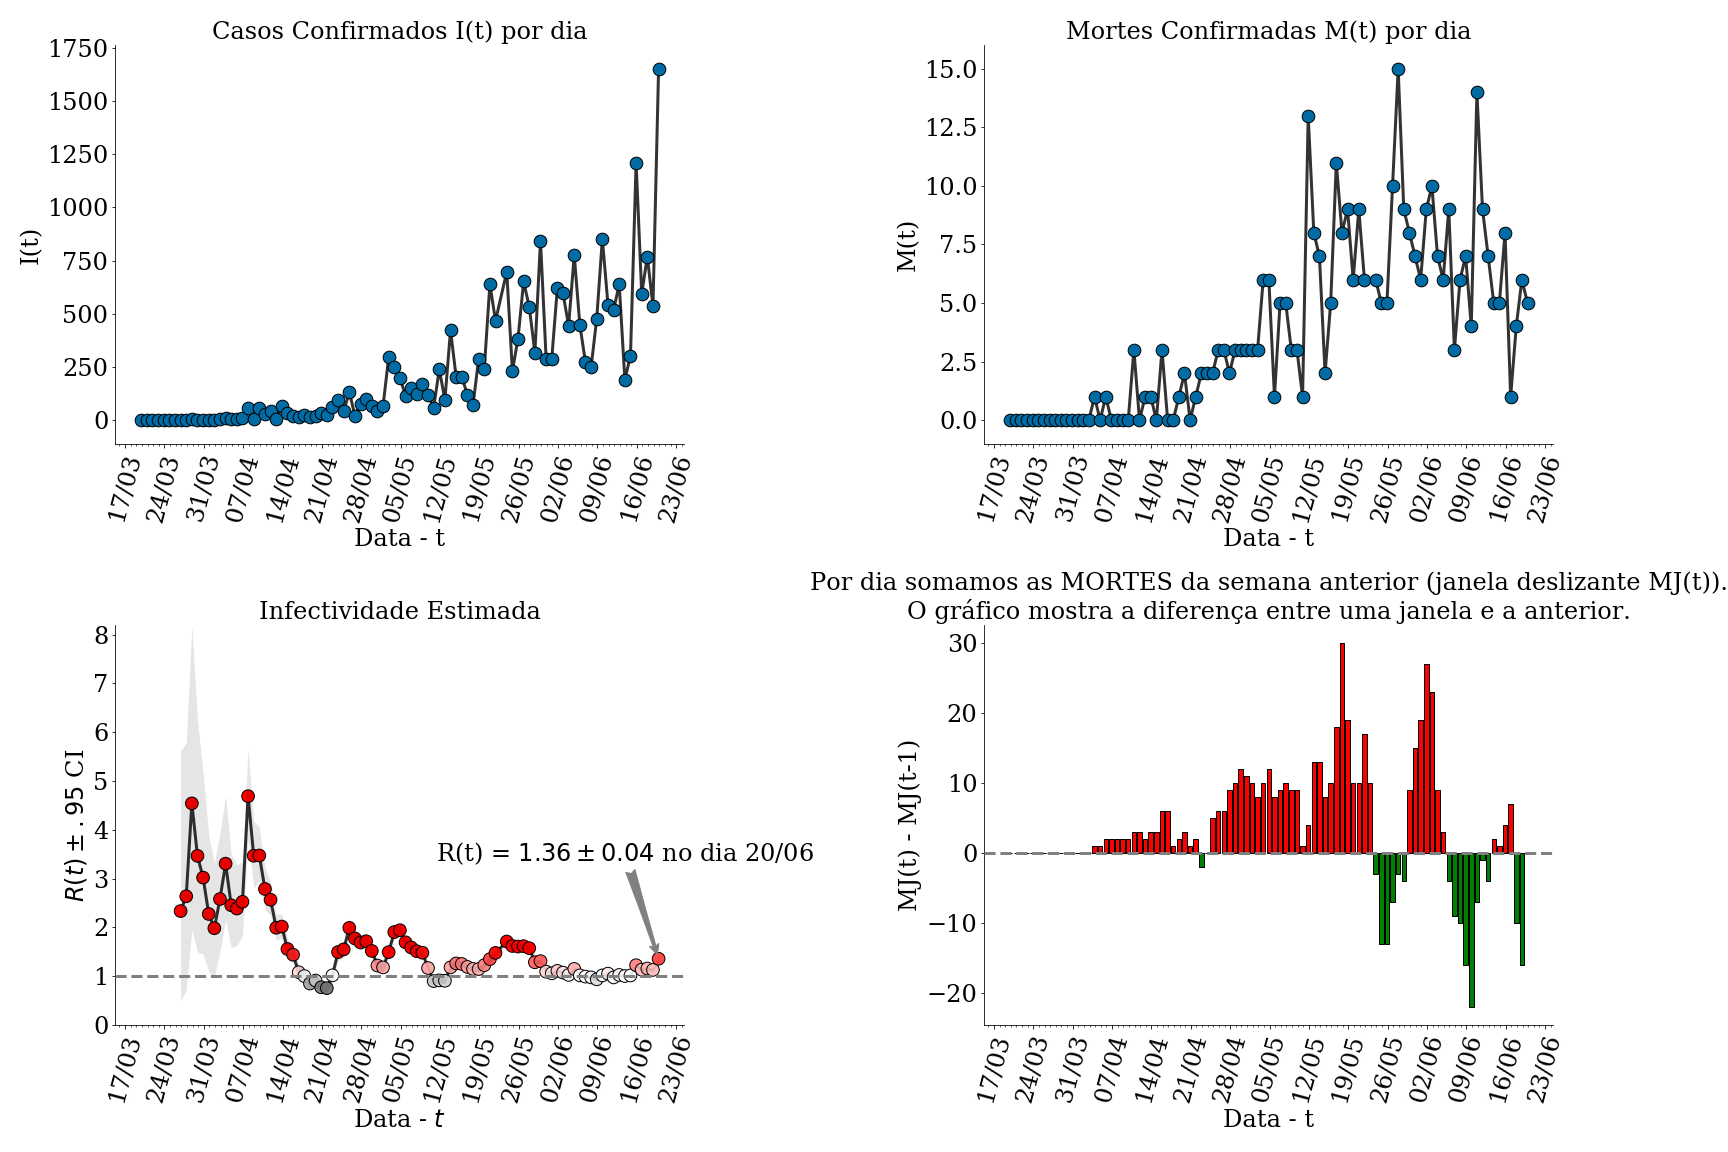 Casos Confirmados I(t) por dia
1750
1500
1250
1000
750
500
250
0
I(t)
17/03 24/03 31/03 07/04 14/04 21/04 28/04 05/05 12/05 19/05 26/05 02/06 09/06 16/06 23/06
Data - t
Mortes Confirmadas M(t) por dia
15.0
12.5
10.0
7.5
5.0
2.5
0.0
M(t)
17/03 24/03 31/03 07/04 14/04 21/04 28/04 05/05 12/05 19/05 26/05 02/06 09/06 16/06 23/06
Data - t
Infectividade Estimada
8
7
6
5
4
3
2
1
0
R(t) ± .95 CI
R(t) = 1.36 ± 0.04 no dia 20/06
17/03 24/03 31/03 07/04 14/04 21/04 28/04 05/05 12/05 19/05 26/05 02/06 09/06 16/06 23/06
Data - t
Por dia somamos as MORTES da semana anterior (janela deslizante MJ(t)).
O gráfico mostra a diferença entre uma janela e a anterior.
30
20
10
0
−10
−20
MJ(t) - MJ(t-1)
17/03 24/03 31/03 07/04 14/04 21/04 28/04 05/05 12/05 19/05 26/05 02/06 09/06 16/06 23/06
Data - t